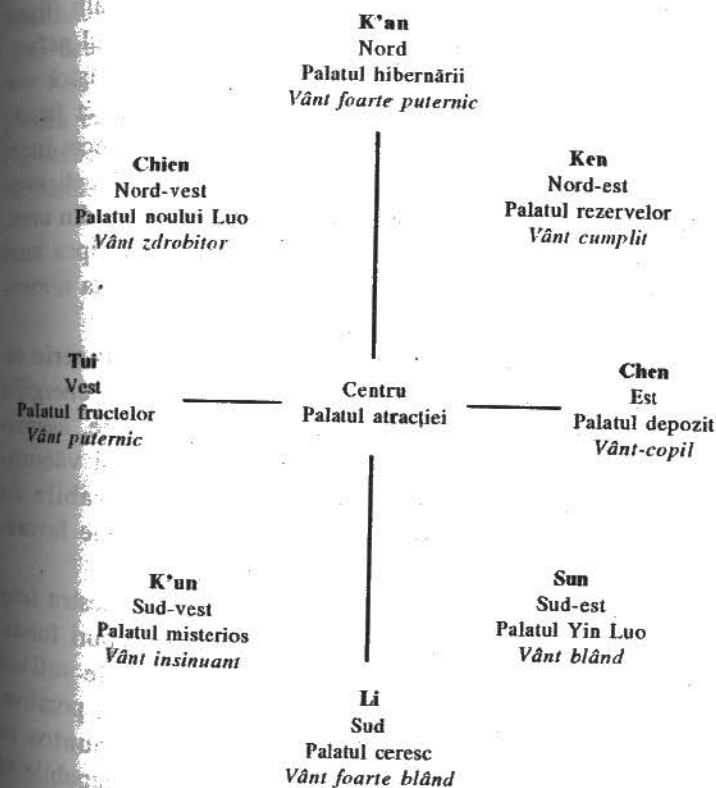 K'an
Nord
Palatul hibernării
Vânt foarte puternic
Chien
Nord-vest
Palatul noului Luo
Vânt zdrobitor
Ken
Nord-est
Palatul rezervelor
Vânt cumplit
Tui
Vest
Palatul fructelor
Vânt puternic
Centru
Palatul atracției
Chen
Est
Palatul depozit
Vânt-copil
K'un
Sud-vest
Palatul misterios
Vânt insinuant
Sun
Sud-est
Palatul Yin Luo
Vânt blând
Li
Sud
Palatul ceresc
Vânt foarte blând